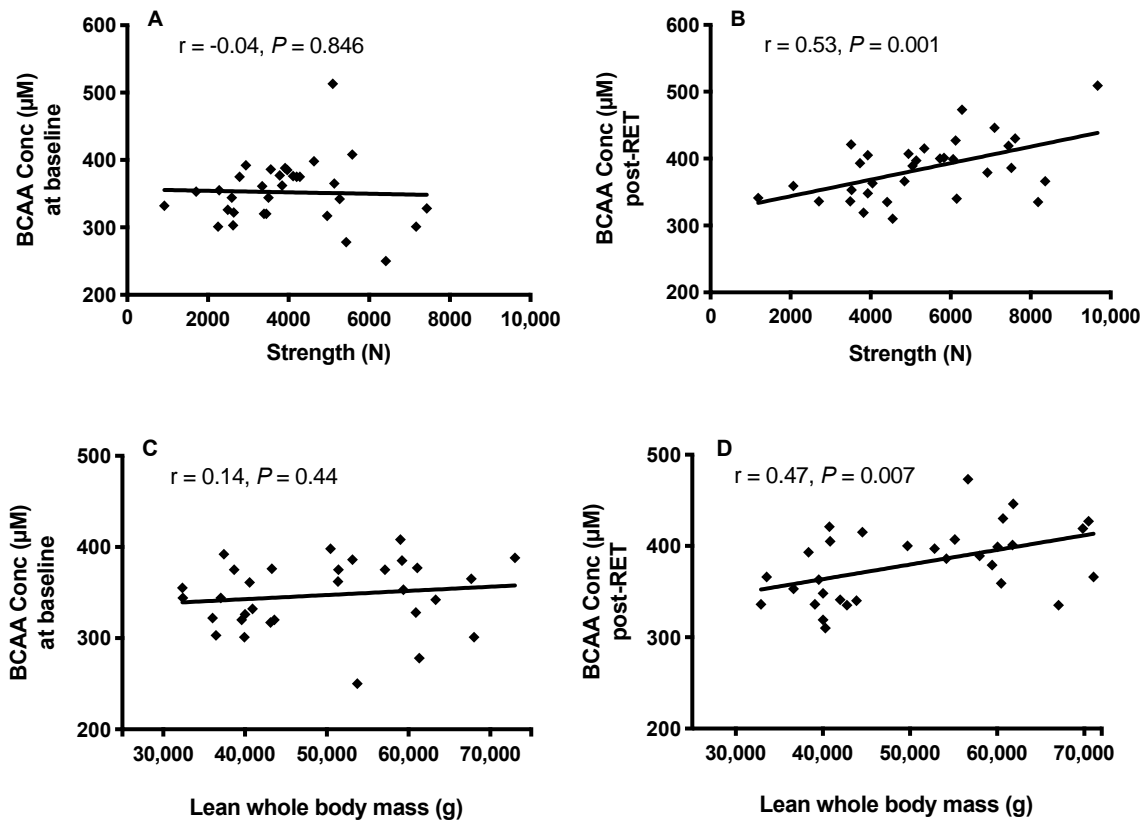 A
r = -0.04, P = 0.846
BCAA Conc (µM)
at baseline
600
500
400
300
200
0 2000 4000 6000 8000 10,000
Strength (N)
B
r = 0.53, P = 0.001
BCAA Conc (µM)
post-RET
600
500
400
300
200
0 2000 4000 6000 8000 10,000
Strength (N)
C
r = 0.14, P = 0.44
BCAA Conc (µM)
at baseline
500
400
300
200
30,000 40,000 50,000 60,000 70,000
Lean whole body mass (g)
D
r = 0.47, P = 0.007
BCAA Conc (µM)
post-RET
500
400
300
200
30,000 40,000 50,000 60,000 70,000
Lean whole body mass (g)